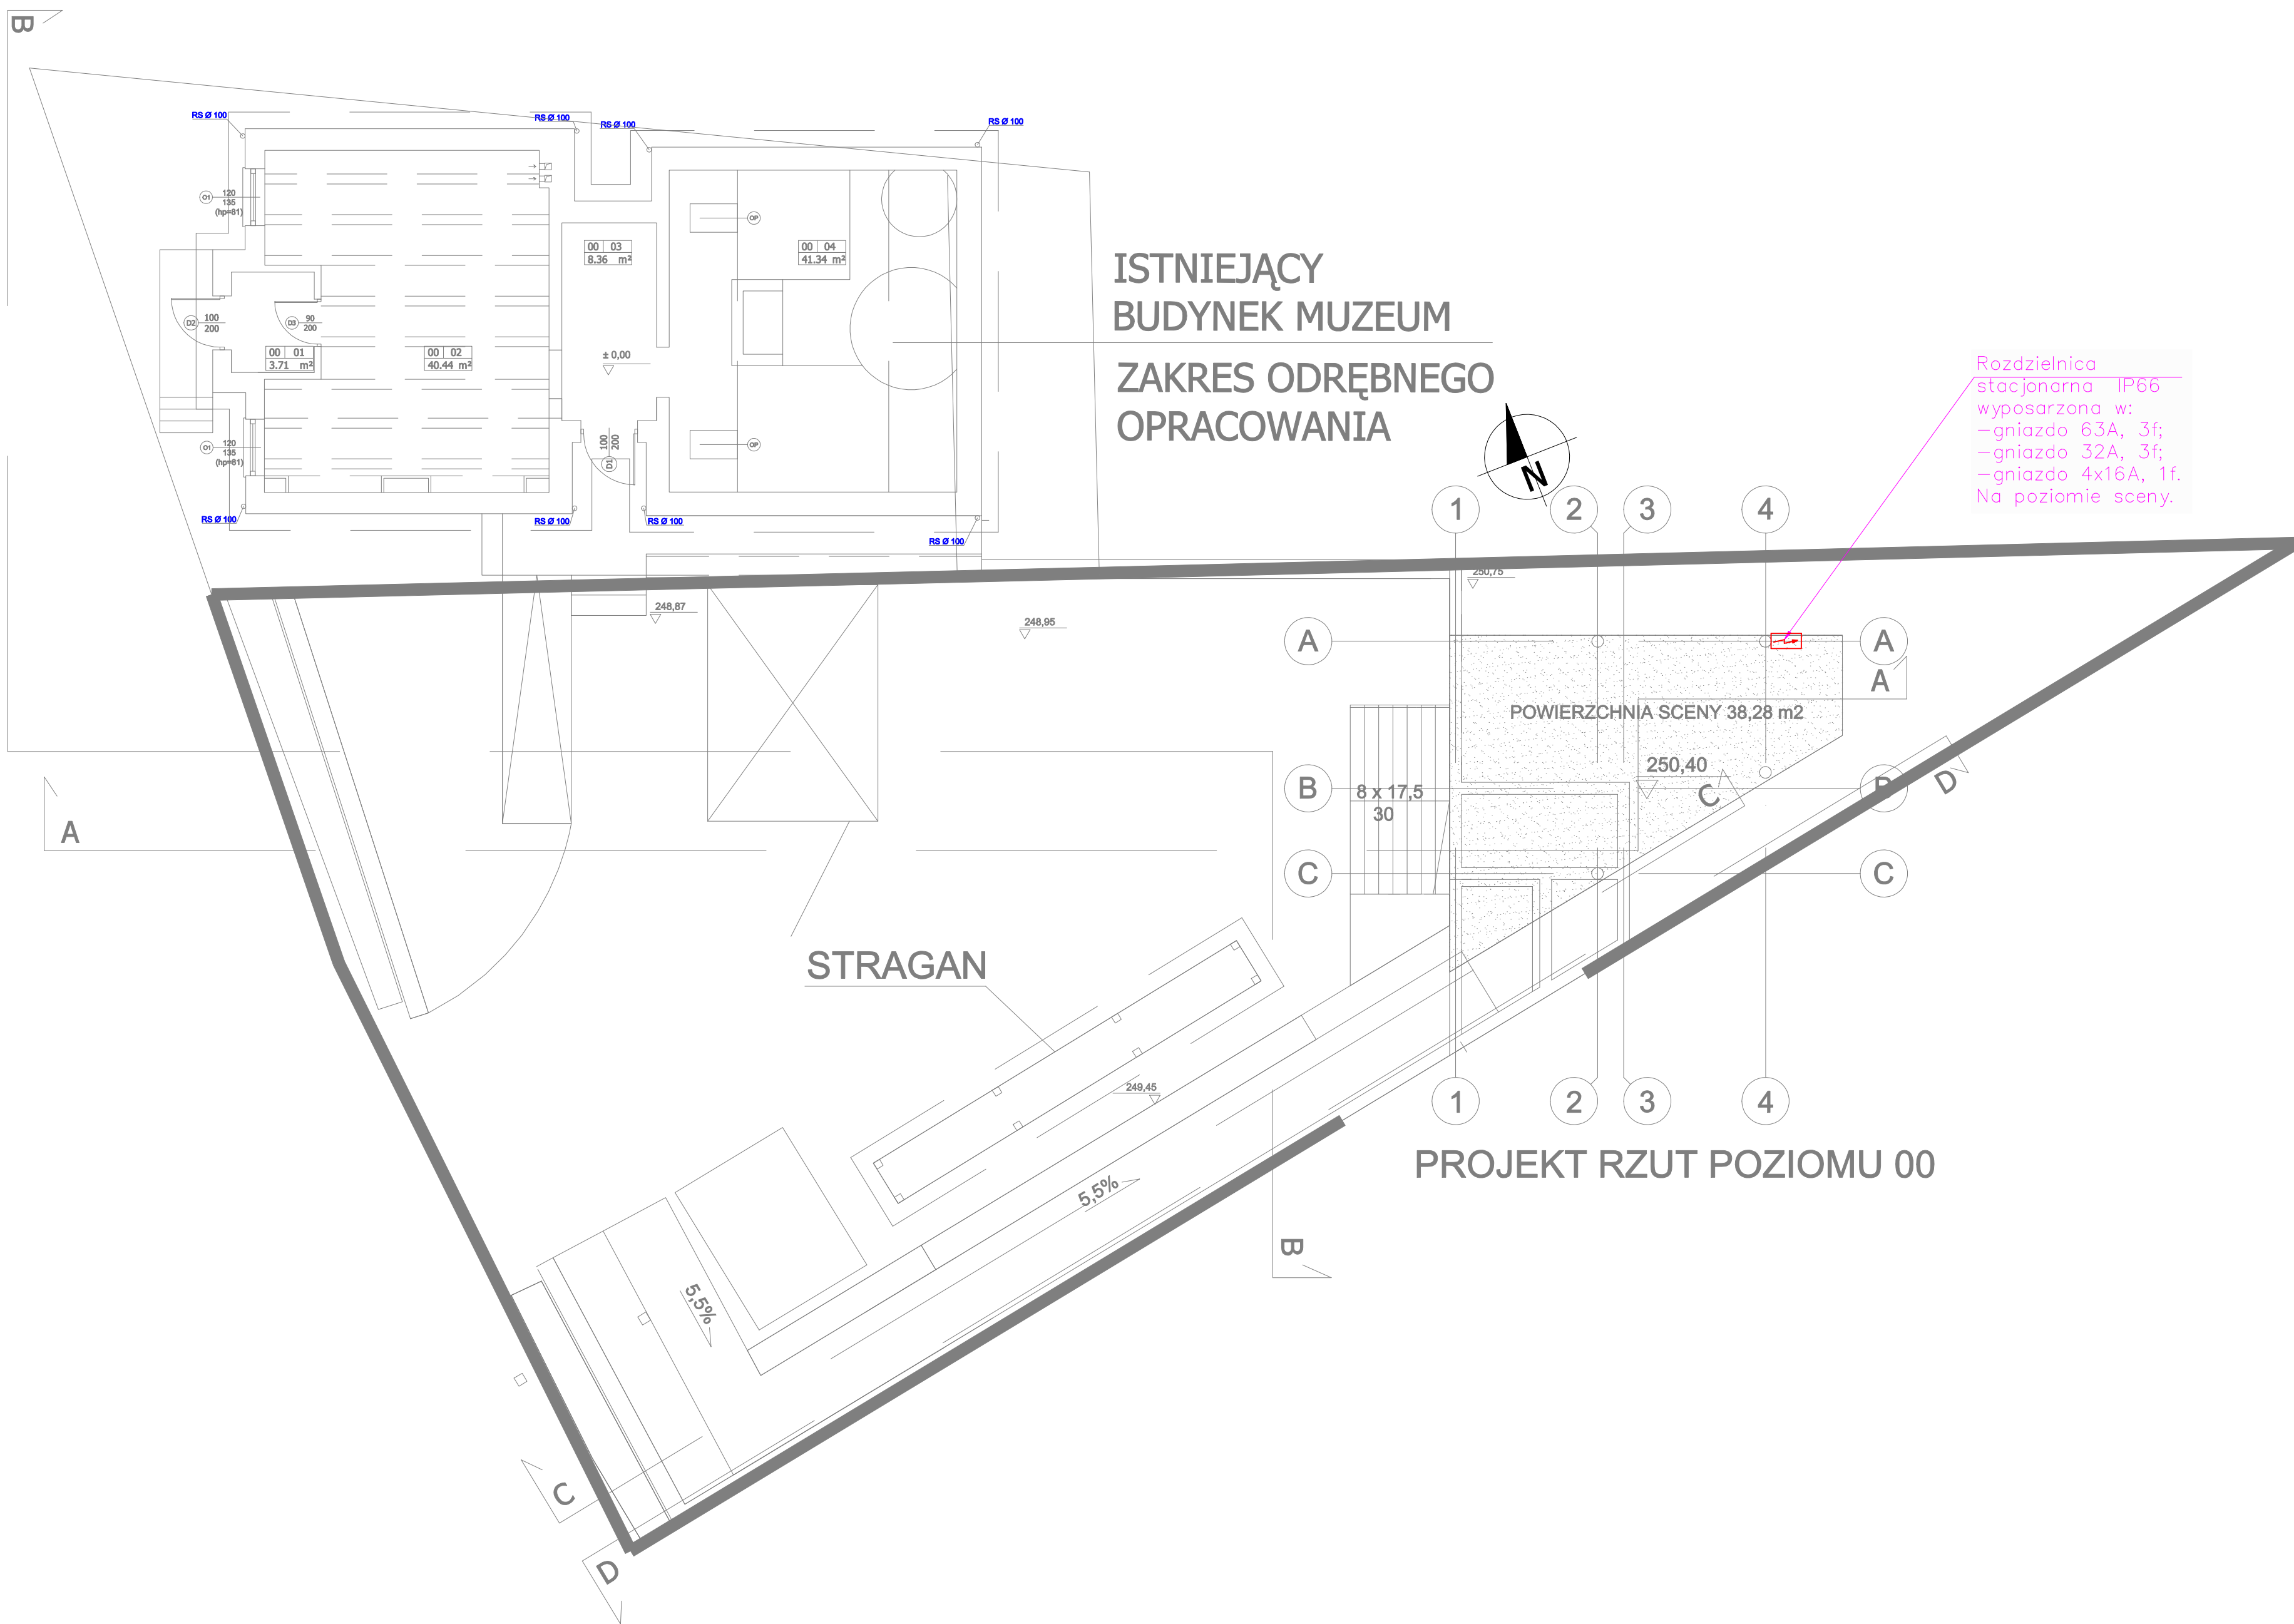 B
RS Ø 100
RS Ø 100
RS Ø 100
RS Ø 100
O1
120
135
(hp=81)
OP
00 03
8.36 m²
00 04
41.34 m²
ISTNIEJĄCY
BUDYNEK MUZEUM
ZAKRES ODRĘBNEGO
OPRACOWANIA
D2
100
200
D3
90
200
00 01
3.71 m²
00 02
40.44 m²
± 0,00
O1
120
135
(hp=81)
D1
100
200
OP
RS Ø 100
RS Ø 100
RS Ø 100
RS Ø 100
N
Rozdzielnica
stacjonarna IP66
wyposarzona w:
-gniazdo 63A, 3f;
-gniazdo 32A, 3f;
-gniazdo 4x16A, 1f.
Na poziomie sceny.
1
2
3
4
250,75
248,87
248,95
A
A
A
POWIERZCHNIA SCENY 38,28 m2
250,40
B
8 x 17,5
30
C
B
D
A
C
C
STRAGAN
249,45
1
2
3
4
PROJEKT RZUT POZIOMU 00
5,5%
B
5,5%
C
D